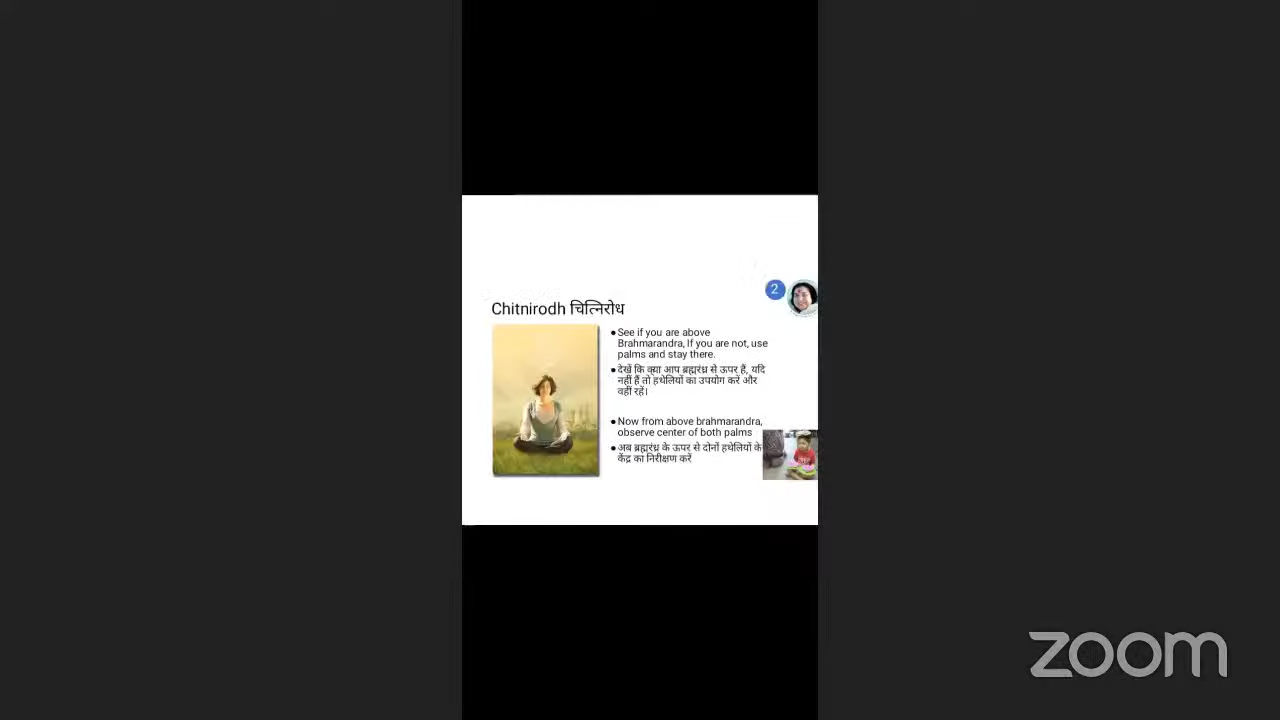 2
Chitnirodh चित्निरोध
●See if you are above
Brahmarandra, If you are not, use
palms and stay there.
●देखें कि क्या आप ब्रह्मरंध्र से ऊपर हैं, यदि
नहीं हैं तो हथेलियों का उपयोग करें और
वहीं रहें।
●Now from above brahmarandra,
observe center of both palms
●अब ब्रह्मरंध्र के ऊपर से दोनों हथेलियों के
केंद्र का निरीक्षण करें
zoom